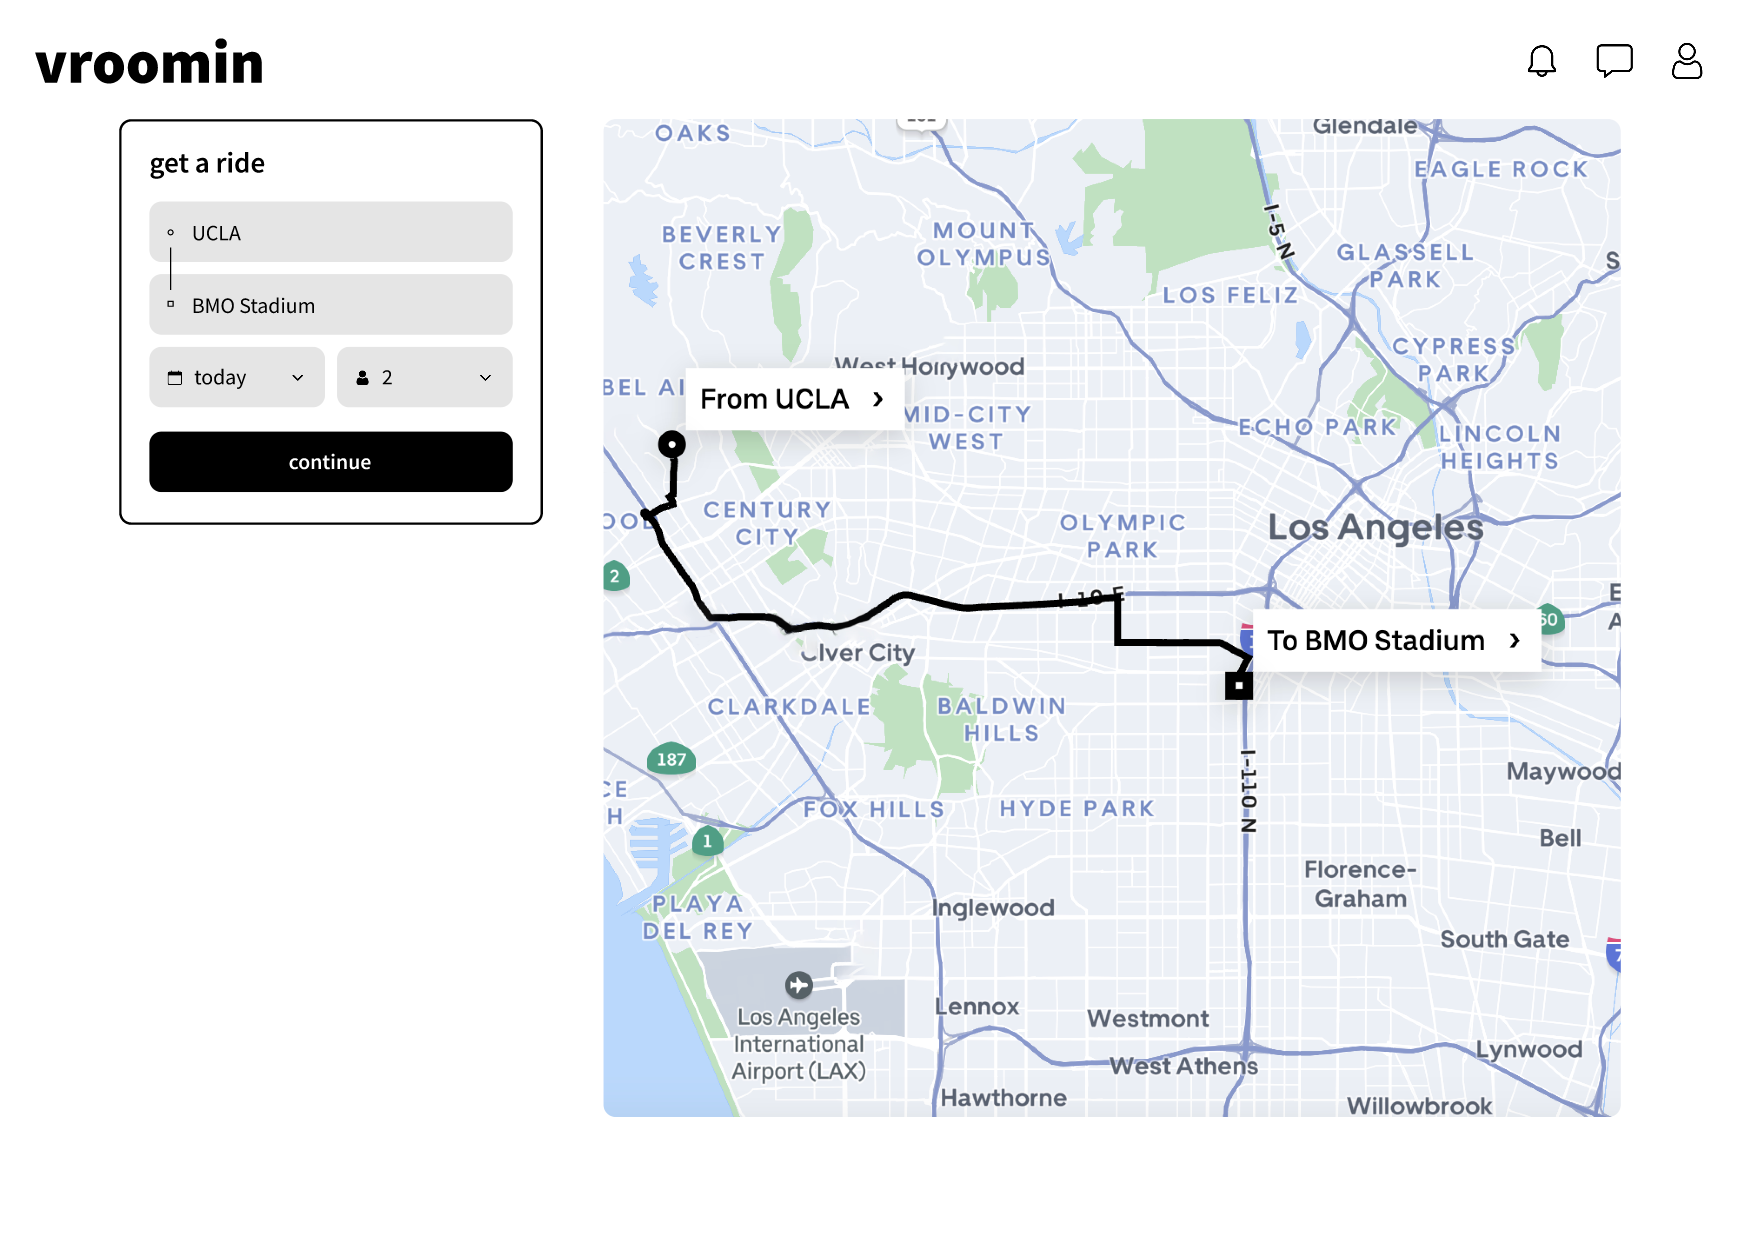 vroomin
get a ride
UCLA
BMO Stadium
today
2
continue
OAKS
Glendale
EAGLE ROCK
BEVERLY
CREST
MOUNT
OLYMPUS
I-5 N
GLASSELL
PARK
LOS FELIZ
CYPRESS
PARK
West Hollywood
BEL AI
From UCLA
MID-CITY
WEST
ECHO PARK
LINCOLN
HEIGHTS
CENTURY
CITY
OLYMPIC
PARK
Los Angeles
2
I-10 E
60
To BMO Stadium
lver City
CLARKDALE
BALDWIN
HILLS
187
I-110 N
Maywood
FOX HILLS
HYDE PARK
1
Bell
Florence-
Graham
PLAYA
DEL REY
Inglewood
South Gate
7
Los Angeles
International
Airport (LAX)
Lennox
Westmont
West Athens
Lynwood
Hawthorne
Willowbrook